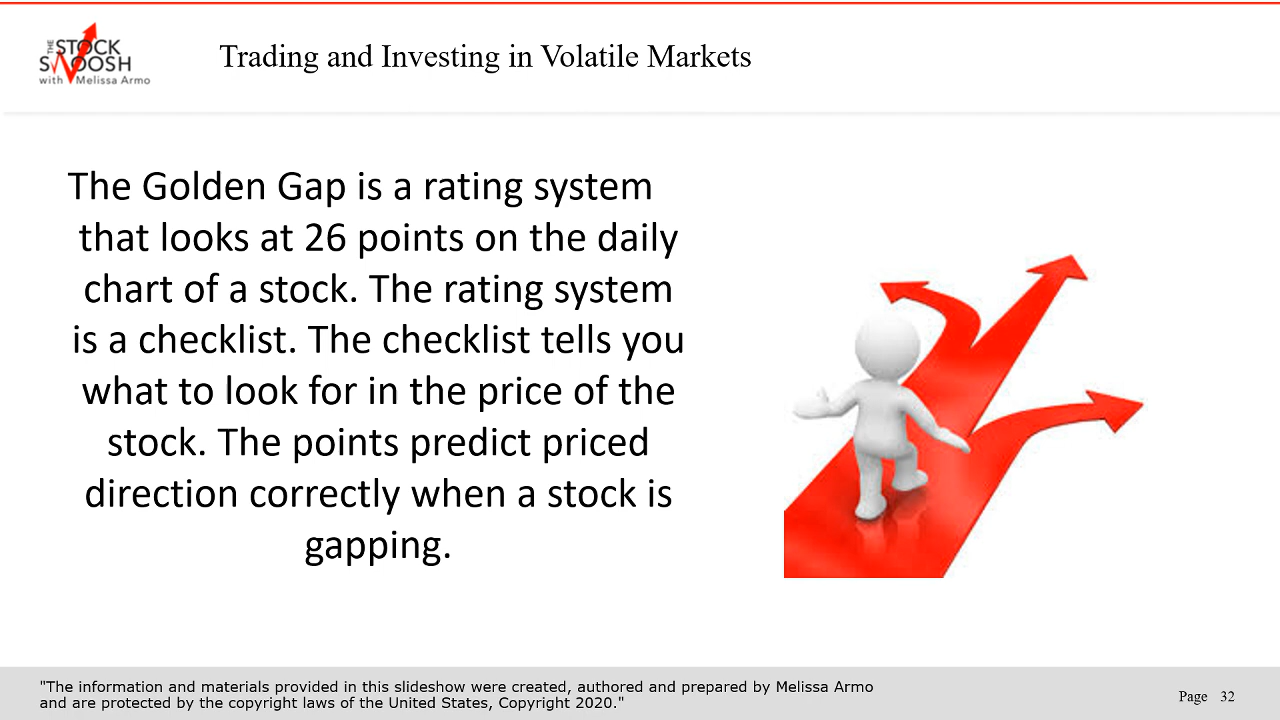 THE
STOCK
SWOOSH
with Melissa Armo
Trading and Investing in Volatile Markets
The Golden Gap is a rating system
that looks at 26 points on the daily
chart of a stock. The rating system
is a checklist. The checklist tells you
what to look for in the price of the
stock. The points predict priced
direction correctly when a stock is
gapping.
"The information and materials provided in this slideshow were created, authored and prepared by Melissa Armo
and are protected by the copyright laws of the United States, Copyright 2020."
Page 32